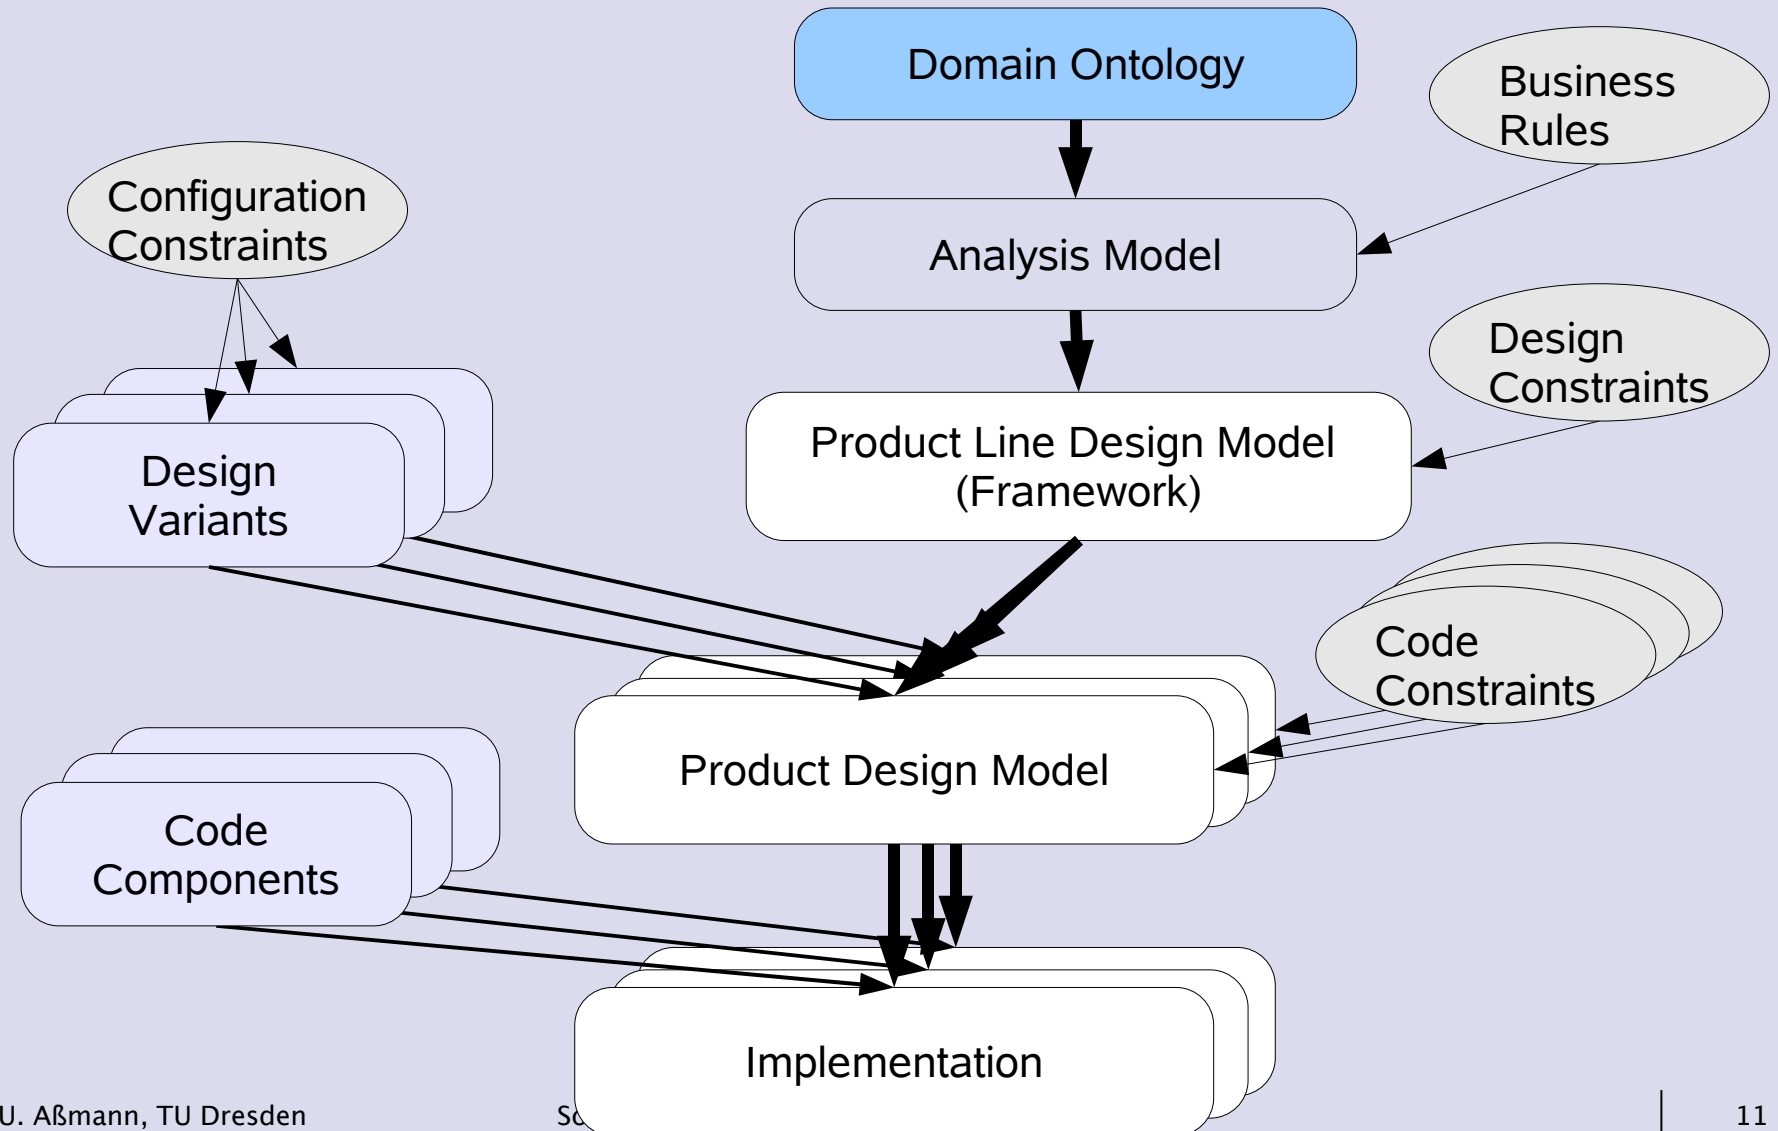 Domain Ontology
Business
Rules
Configuration
Constraints
Analysis Model
Design
Constraints
Product Line Design Model
(Framework)
Design
Variants
Code
Constraints
Product Design Model
Code
Components
Implementation
U. Aßmann, TU Dresden
11